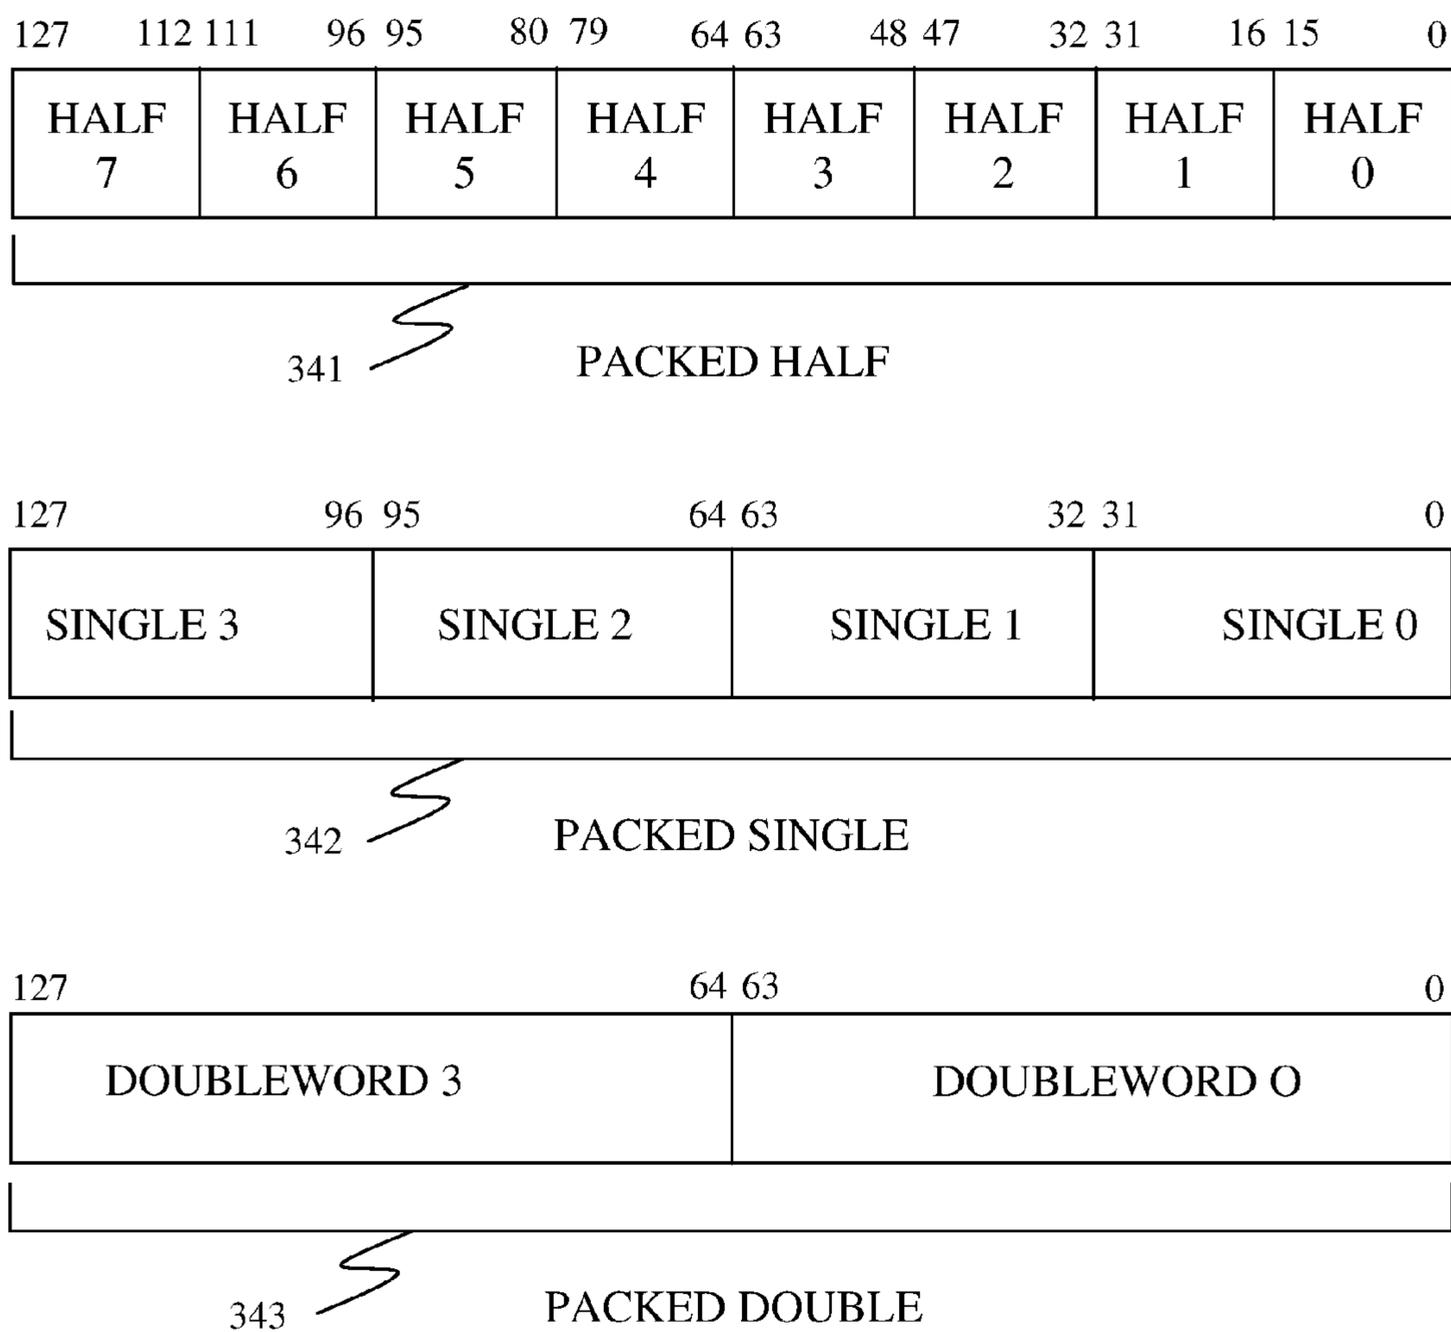 127 112 111 96 95 80 79 64 63 48 47 32 31 16 15 0
HALF HALF HALF HALF HALF HALF HALF HALF
7 6 5 4 3 2 1 0
341 PACKED HALF
127 96 95 64 63 32 31 0
SINGLE 3 SINGLE 2 SINGLE 1 SINGLE 0
342 PACKED SINGLE
127 64 63 0
DOUBLEWORD 3 DOUBLEWORD O
343 PACKED DOUBLE